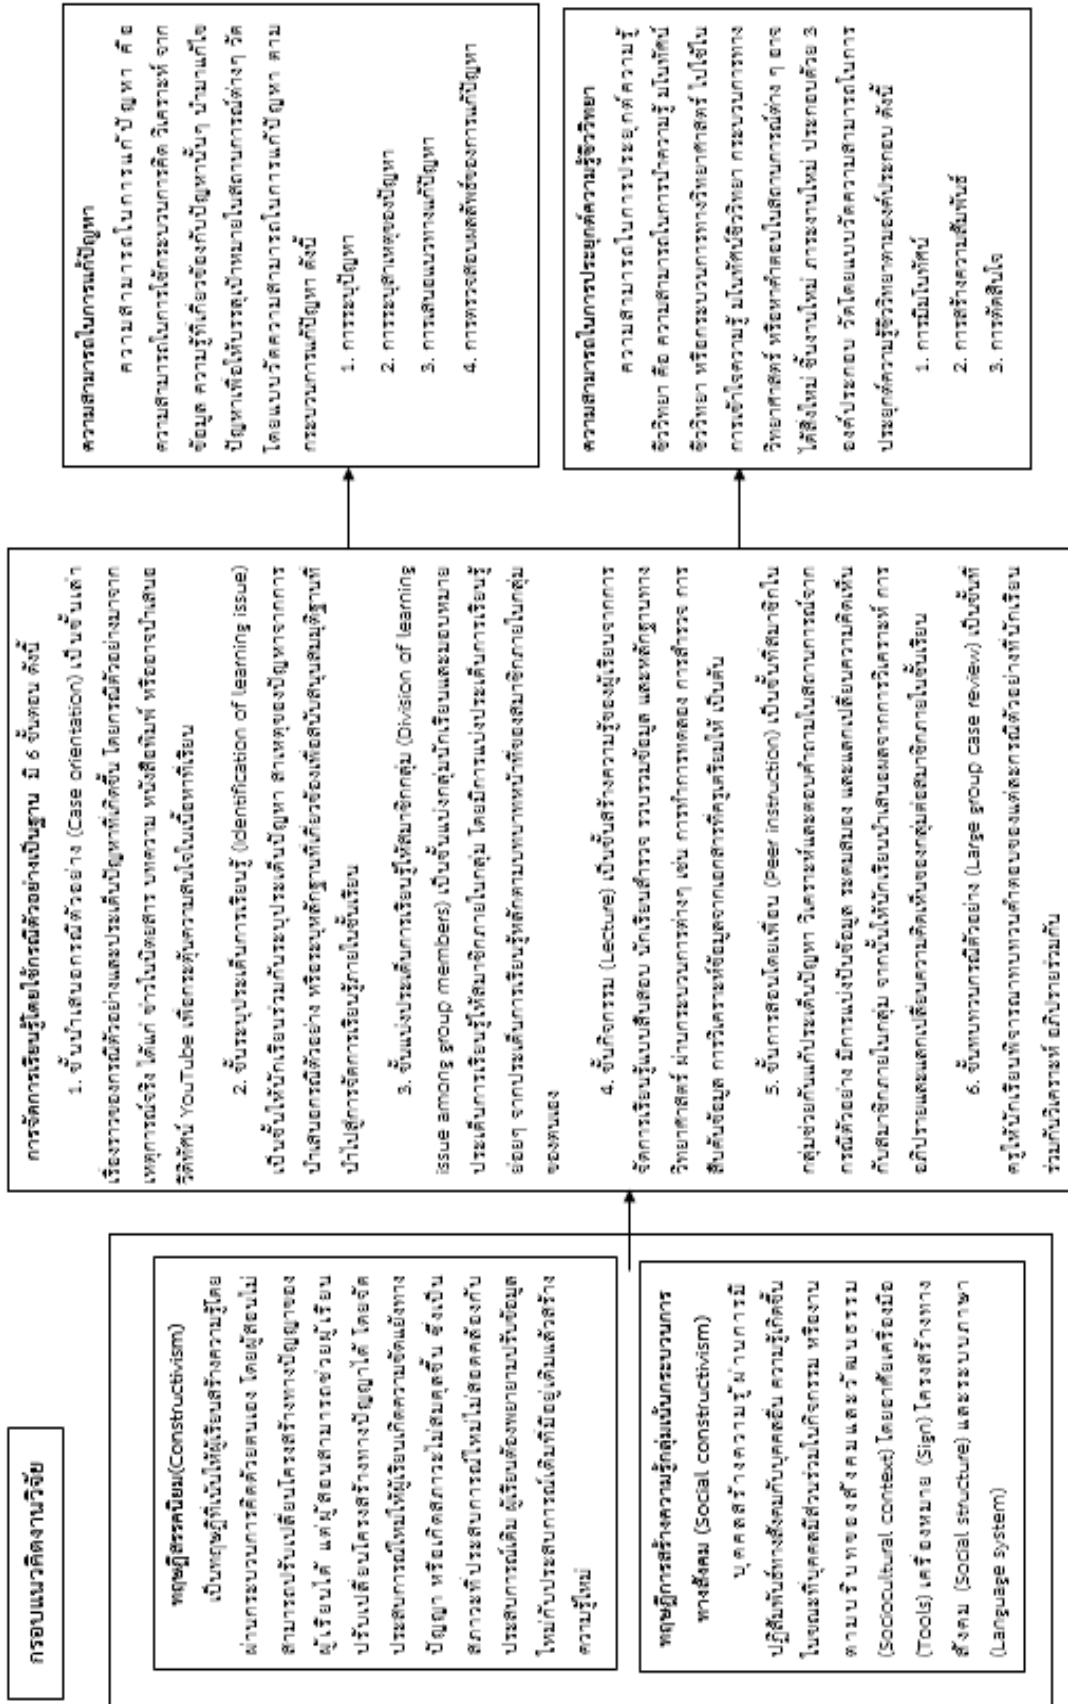 กรอบแนวคิดงานวิจัย
ทฤษฎีสรรคนิยม(Constructivism)
เป็นทฤษฎีที่เน้นให้ผู้เรียนสร้างความรู้โดย
ผ่านกระบวนการคิดด้วยตนเอง โดยผู้สอนไม่
สามารถปรับเปลี่ยนโครงสร้างทางปัญญาของ
ผู้เรียนได้ แต่ผู้สอนสามารถช่วยผู้เรียน
ปรับเปลี่ยนโครงสร้างทางปัญญาได้ โดยจัด
ประสบการณ์ใหม่ให้ผู้เรียนเกิดความขัดแย้งทาง
ปัญญา หรือเกิดสภาวะไม่สมดุลขึ้น ซึ่งเป็น
สภาวะที่ประสบการณ์ใหม่ไม่สอดคล้องกับ
ประสบการณ์เดิม ผู้เรียนต้องพยายามปรับข้อมูล
ใหม่กับประสบการณ์เดิมที่มีอยู่เดิมแล้วสร้าง
ความรู้ใหม่
ทฤษฎีการสร้างความรู้กลุ่มเน้นกระบวนการ
ทางสังคม (Social constructivism)
บุคคลสร้างความรู้ผ่านการมี
ปฏิสัมพันธ์ทางสังคมกับบุคคลอื่น ความรู้เกิดขึ้น
ในขณะที่บุคคลมีส่วนร่วมในกิจกรรม หรืองาน
ตามบริบทของสังคมและวัฒนธรรม
(Sociocultural context) โดยอาศัยเครื่องมือ
(Tools) เครื่องหมาย (Sign) โครงสร้างทาง
สังคม (Social structure) และระบบภาษา
(Language system)
การจัดการเรียนรู้โดยใช้กรณีตัวอย่างเป็นฐาน มี 6 ขั้นตอน ดังนี้
1. ขั้นนำเสนอกรณีตัวอย่าง (Case orientation) เป็นขั้นเล่า
เรื่องราวของกรณีตัวอย่างและประเด็นปัญหาที่เกิดขึ้น โดยกรณีตัวอย่างมาจาก
เหตุการณ์จริง ได้แก่ ข่าวในนิตยสาร บทความ หนังสือพิมพ์ หรืออาจนำเสนอ
วีดิทัศน์ YouTube เพื่อกระตุ้นความสนใจในเนื้อหาที่เรียน
2. ขั้นระบุประเด็นการเรียนรู้ (Identification of learning issue)
เป็นขั้นให้นักเรียนร่วมกันระบุประเด็นปัญหา สาเหตุของปัญหาจากการ
นำเสนอกรณีตัวอย่าง หรือระบุหลักฐานที่เกี่ยวข้องเพื่อสนับสนุนสมมุติฐานที่
นำไปสู่การจัดการเรียนรู้ภายในชั้นเรียน
3. ขั้นแบ่งประเด็นการเรียนรู้ให้สมาชิกกลุ่ม (Division of learning
issue among group members) เป็นขั้นแบ่งกลุ่มนักเรียนและมอบหมาย
ประเด็นการเรียนรู้ให้สมาชิกภายในกลุ่ม โดยมีการแบ่งประเด็นการเรียนรู้
ย่อยๆ จากประเด็นการเรียนรู้หลักตามบทบาทหน้าที่ของสมาชิกภายในกลุ่ม
ของตนเอง
4. ขั้นกิจกรรม (Lecture) เป็นขั้นสร้างความรู้ของผู้เรียนจากการ
จัดการเรียนรู้แบบสืบสอบ นักเรียนสำรวจ รวบรวมข้อมูล และหลักฐานทาง
วิทยาศาสตร์ ผ่านกระบวนการต่างๆ เช่น การทำการทดลอง การสำรวจ การ
สืบค้นข้อมูล การวิเคราะห์ข้อมูลจากเอกสารที่ครูเตรียมให้ เป็นต้น
5. ขั้นการสอนโดยเพื่อน (Peer instruction) เป็นขั้นที่สมาชิกใน
กลุ่มช่วยกันแก้ประเด็นปัญหา วิเคราะห์และตอบคำถามในสถานการณ์จาก
กรณีตัวอย่าง มีการแบ่งปันข้อมูล ระดมสมอง และแลกเปลี่ยนความคิดเห็น
กับสมาชิกภายในกลุ่ม จากนั้นให้นักเรียนนำเสนอผลจากการวิเคราะห์ การ
อภิปรายและแลกเปลี่ยนความคิดเห็นของกลุ่มต่อสมาชิกภายในชั้นเรียน
6. ขั้นทบทวนกรณีตัวอย่าง (Large group case review) เป็นขั้นที่
ครูให้นักเรียนพิจารณาทบทวนคำตอบของแต่ละกรณีตัวอย่างที่นักเรียน
ร่วมกันวิเคราะห์ อภิปรายร่วมกัน
ความสามารถในการแก้ปัญหา
ความสามารถในการแก้ปัญหา คือ
ความสามารถในการใช้กระบวนการคิด วิเคราะห์ จาก
ข้อมูล ความรู้ที่เกี่ยวข้องกับปัญหานั้นๆ นำมาแก้ไข
ปัญหาเพื่อให้บรรลุเป้าหมายในสถานการณ์ต่างๆ วัด
โดยแบบวัดความสามารถในการแก้ปัญหา ตาม
กระบวนการแก้ปัญหา ดังนี้
1. การระบุปัญหา
2. การระบุสาเหตุของปัญหา
3. การเสนอแนวทางแก้ปัญหา
4. การตรวจสอบผลลัพธ์ของการแก้ปัญหา
ความสามารถในการประยุกต์ความรู้ชีววิทยา
ความสามารถในการประยุกต์ความรู้
ชีววิทยา คือ ความสามารถในการนำความรู้ มโนทัศน์
ชีววิทยา หรือกระบวนการทางวิทยาศาสตร์ ไปใช้ใน
การเข้าใจความรู้ มโนทัศน์ชีววิทยา กระบวนการทาง
วิทยาศาสตร์ หรือหาคำตอบในสถานการณ์ต่าง ๆ อาจ
ได้สิ่งใหม่ ชิ้นงานใหม่ ภาระงานใหม่ ประกอบด้วย 3
องค์ประกอบ วัดโดยแบบวัดความสามารถในการ
ประยุกต์ความรู้ชีววิทยาตามองค์ประกอบ ดังนี้
1. การมีมโนทัศน์
2. การสร้างความสัมพันธ์
3. การตัดสินใจ